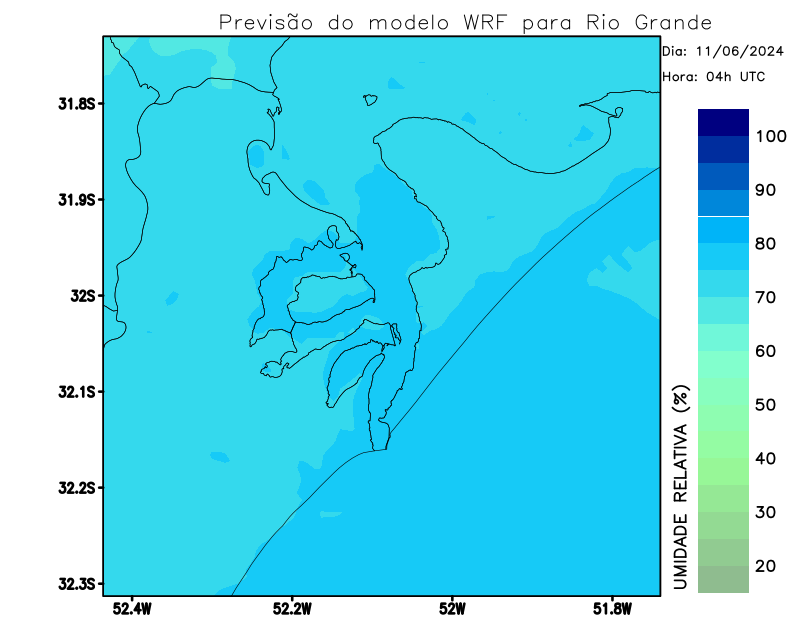 Previsão do modelo WRF para Rio Grande
Dia: 11/06/2024
Hora: 04h UTC
31.8S
31.9S
32S
32.1S
32.2S
32.3S
52.4W
52.2W
52W
51.8W
100
90
80
70
60
50
40
30
20
UMIDADE RELATIVA (%)